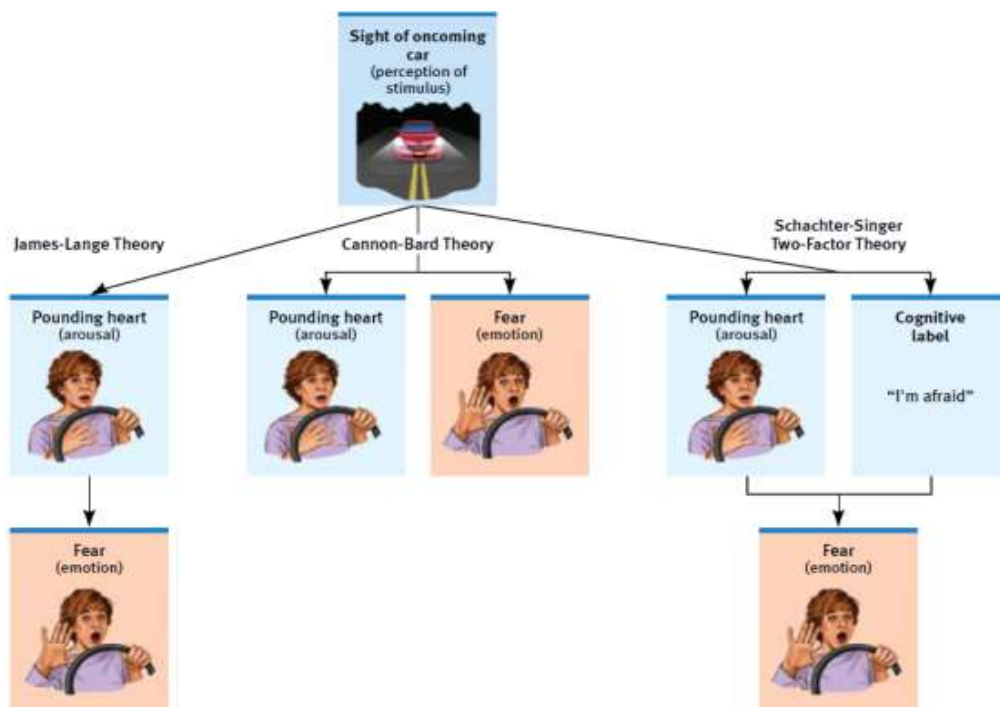 Sight of oncoming
car
(perception of
stimulus)
James-Lange Theory
Cannon-Bard Theory
Schachter-Singer
Two-Factor Theory
Pounding heart
(arousal)
Pounding heart
(arousal)
Fear
(emotion)
Pounding heart
(arousal)
Cognitive
label
"I'm afraid"
Fear
(emotion)
Fear
(emotion)